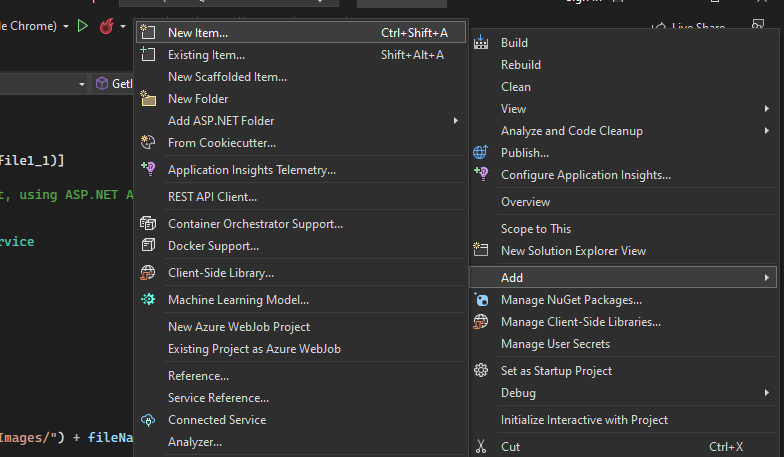 e Chrome)
Live Share
GetI
file1_1)]
t, using ASP.NET A
rvice
Images/") + fileNa
New Item... Ctrl+Shift+A
Existing Item... Shift+Alt+A
New Scaffolded Item...
New Folder
Add ASP.NET Folder
From Cookiecutter...
Application Insights Telemetry...
REST API Client...
Container Orchestrator Support...
Docker Support...
Client-Side Library...
Machine Learning Model...
New Azure WebJob Project
Existing Project as Azure WebJob
Reference...
Service Reference...
Connected Service
Analyzer...
Build
Rebuild
Clean
View
Analyze and Code Cleanup
Publish...
Configure Application Insights...
Overview
Scope to This
New Solution Explorer View
Add
Manage NuGet Packages...
Manage Client-Side Libraries...
Manage User Secrets
Set as Startup Project
Debug
Initialize Interactive with Project
Cut Ctrl+X